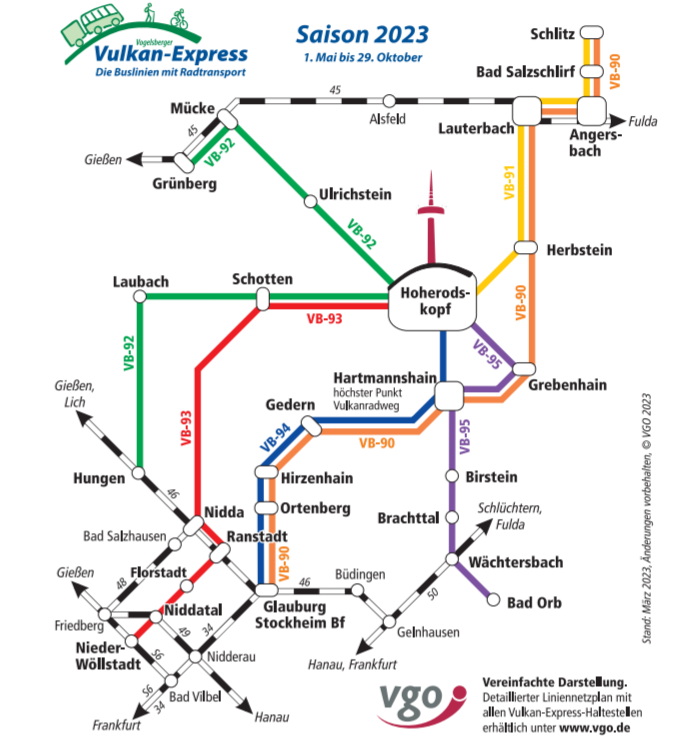 Vogelsberger
Vulkan-Express
Die Buslinien mit Radtransport
Saison 2023
1. Mai bis 29. Oktober
Schlitz
Bad Salzschlirf
VB-90
45
Mücke
Alsfeld
Lauterbach
Angers-
bach
Fulda
45
Gießen
VB-92
Grünberg
Ulrichstein
VB-91
VB-92
Herbstein
Laubach
Schotten
Hoherods-
kopf
VB-93
VB-90
VB-92
VB-95
Hartmannshain
höchster Punkt
Vulkanradweg
Grebenhain
Gießen,
Lich
Gedern
VB-93
VB-94
VB-90
VB-95
Hungen
46
Hirzenhain
Birstein
Ortenberg
Nidda
Brachttal
Schlüchtern,
Fulda
Bad Salzhausen
Ranstadt
VB-90
Gießen
Florstadt
48
46
Büdingen
Wächtersbach
50
Glauburg
Stockheim Bf
Bad Orb
Friedberg
Niddatal
49
34
Gelnhausen
Nieder-
Wöllstadt
S6
Nidderau
Hanau, Frankfurt
Bad Vilbel
S6
34
Frankfurt
Hanau
vgo
Vereinfachte Darstellung.
Detaillierter Liniennetzplan mit
allen Vulkan-Express-Haltestellen
erhältlich unter www.vgo.de
Stand: März 2023, Änderungen vorbehalten, © VGO 2023